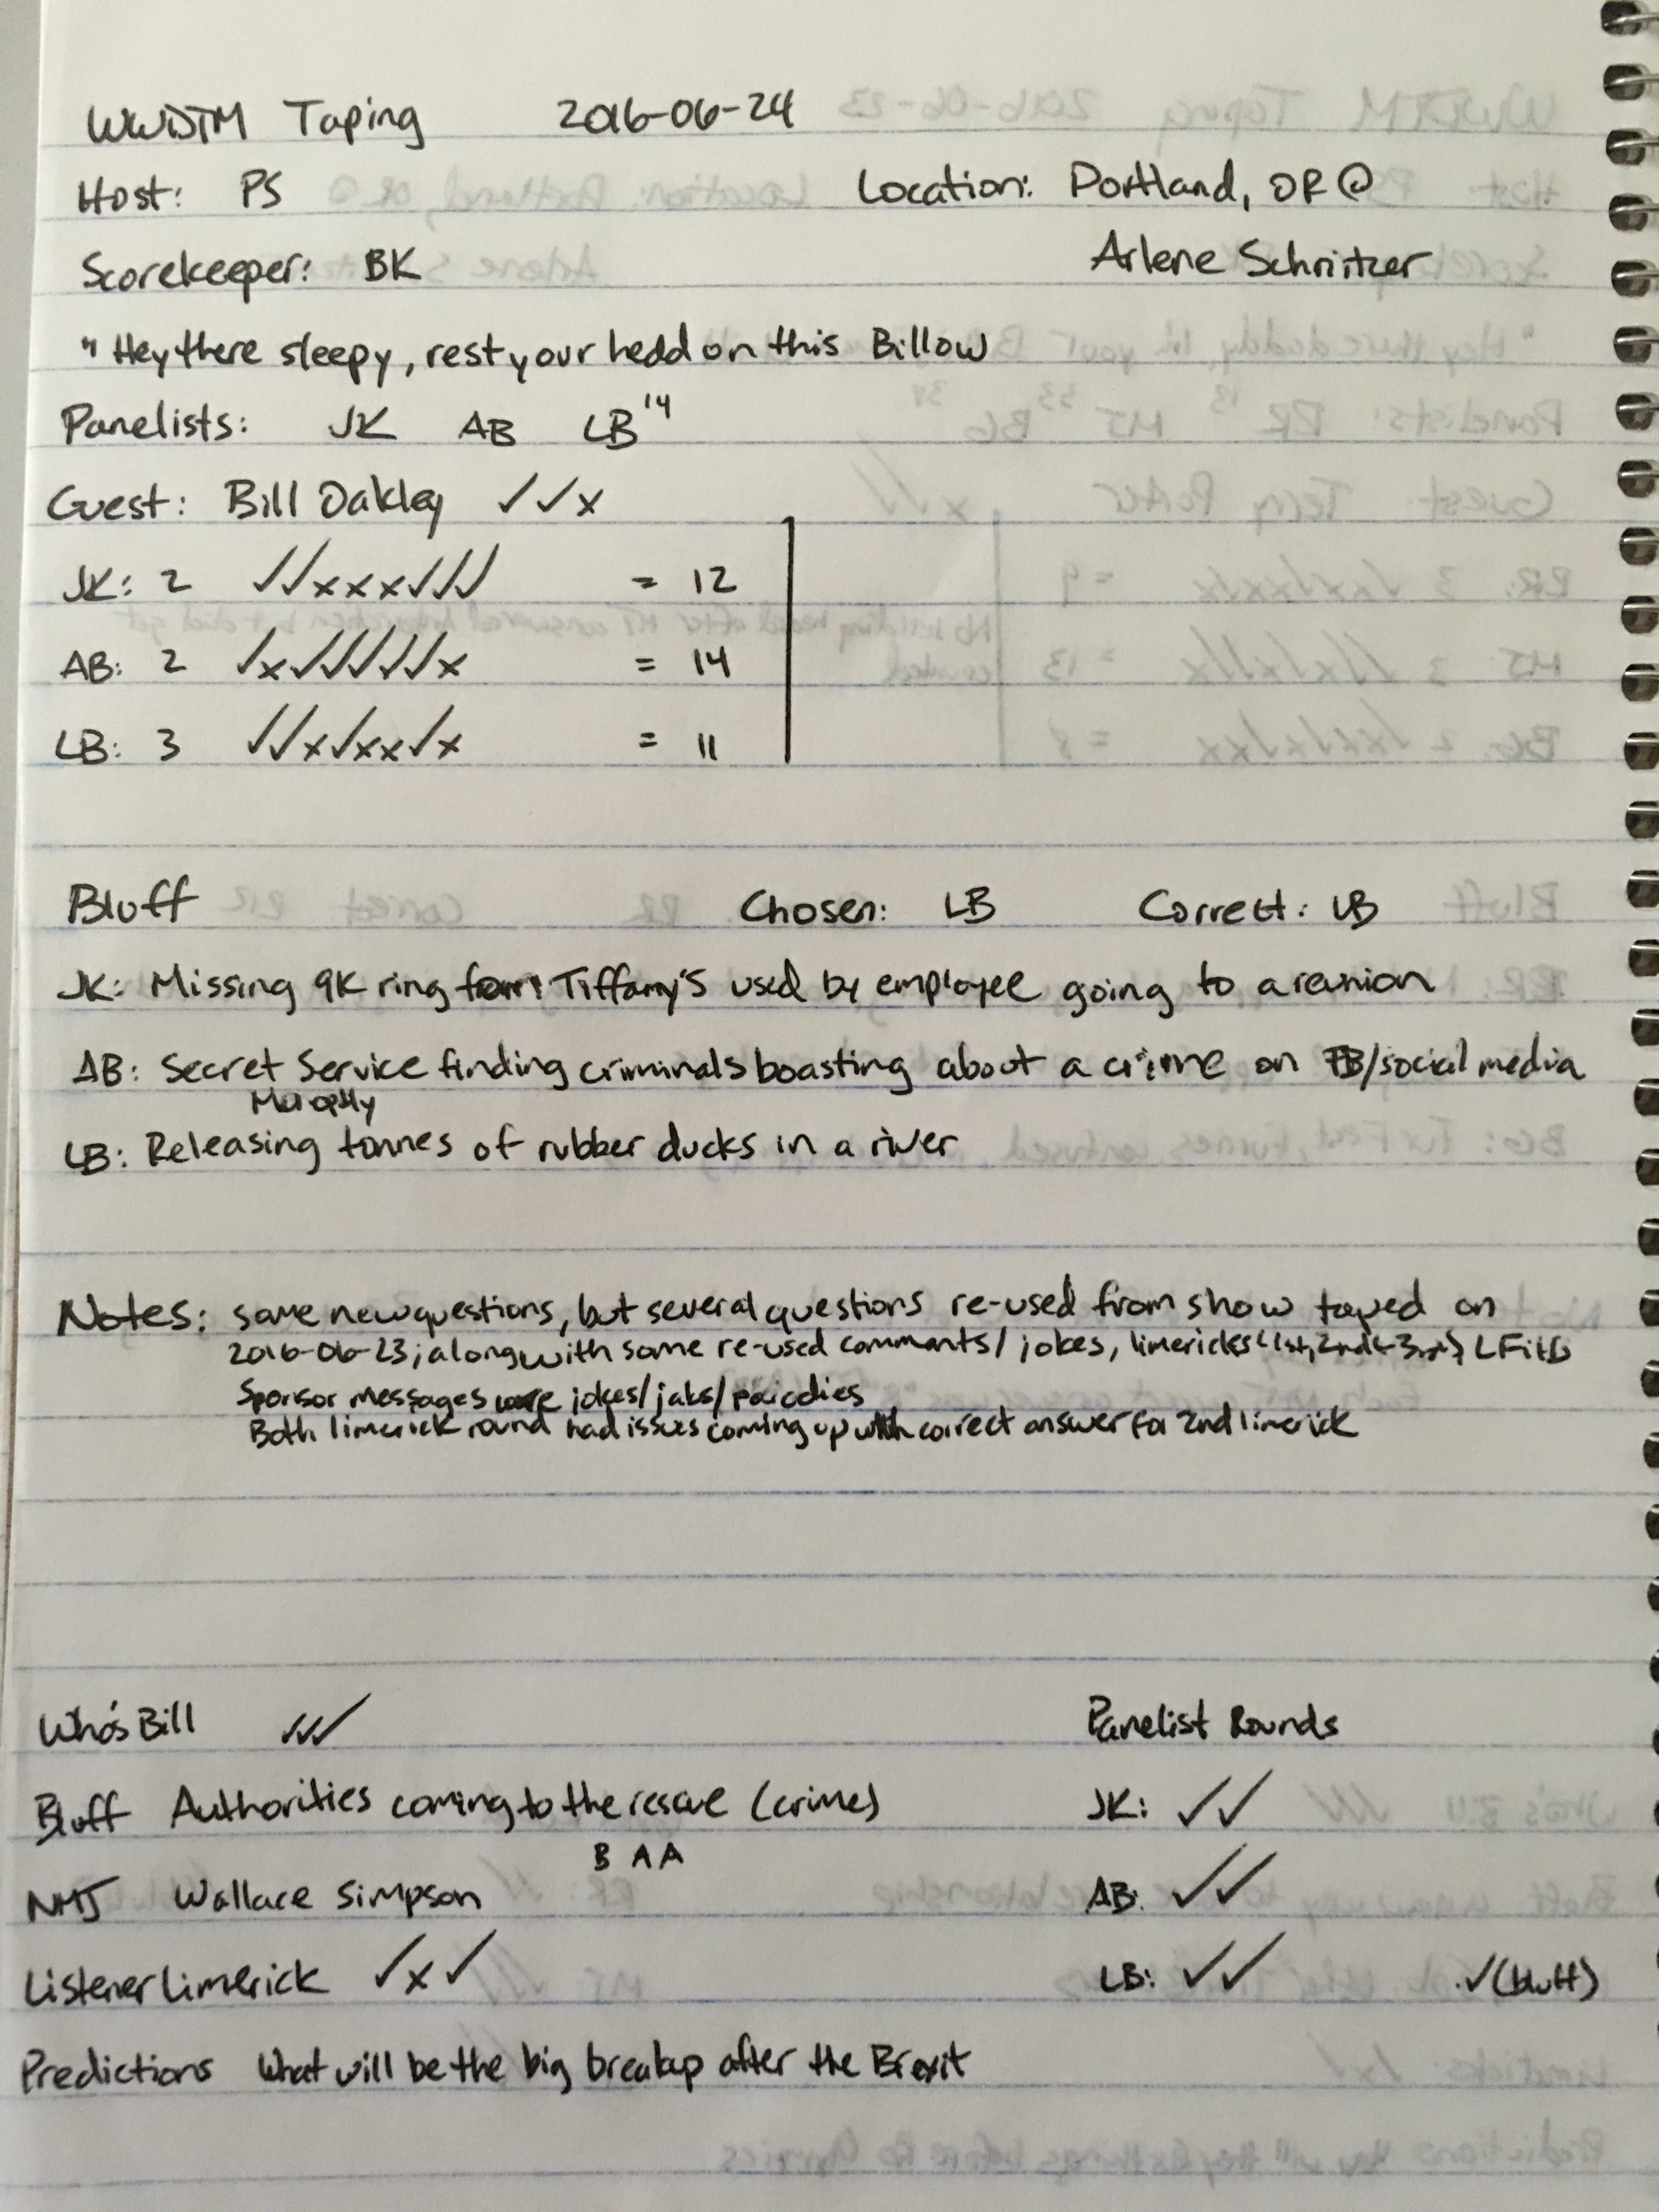 WWDTM Taping 2016-06-24
Host: PS Location: Portland, OR @
Scorekeeper: BK Arlene Schnitzer
"Hey there sleepy, rest your hedd on this Billow
Panelists: JK AB LB 14
Guest: Bill Oakley ✓✓x
JK: 2 ✓✓xxx✓✓✓ = 12
AB: 2 ✓x✓✓✓✓✓x = 14
LB: 3 ✓✓x✓xx✓x = 11
Bluff Chosen: LB Correct: LB
JK: Missing 9K ring from Tiffany's used by employee going to a reunion
AB: Secret Service finding criminals boasting about a crime on FB/social media
LB: Releasing tonnes of rubber ducks in a river
Notes: some new questions, but several questions re-used from show taped on
2016-06-23; along with some re-used comments/jokes, limericks (1st, 2nd & 3rd), LFitB
Sponsor messages were jokes/jabs/parodies
Both limerick round had issues coming up with correct answer for 2nd limerick
Who's Bill ✓✓✓ Panelist Rounds
Bluff Authorities coming to the rescue (crime) JK: ✓✓
B A A
NMJ Wallace Simpson AB: ✓✓
Listener Limerick ✓x✓ LB: ✓✓ ✓(bluff)
Predictions What will be the big breakup after the Brexit